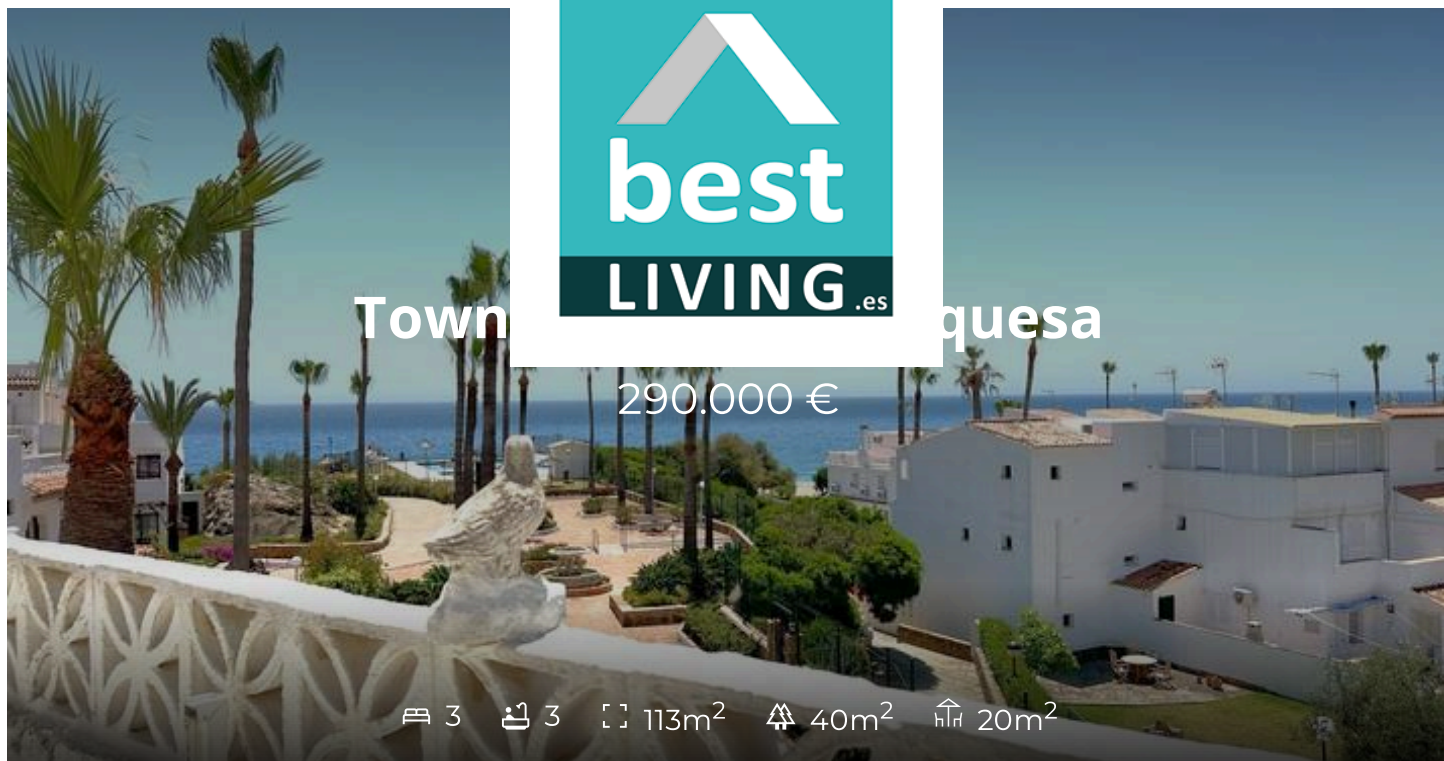 best
LIVING.es
Town quesa
290.000 €
3 3 113m² 40m² 20m²